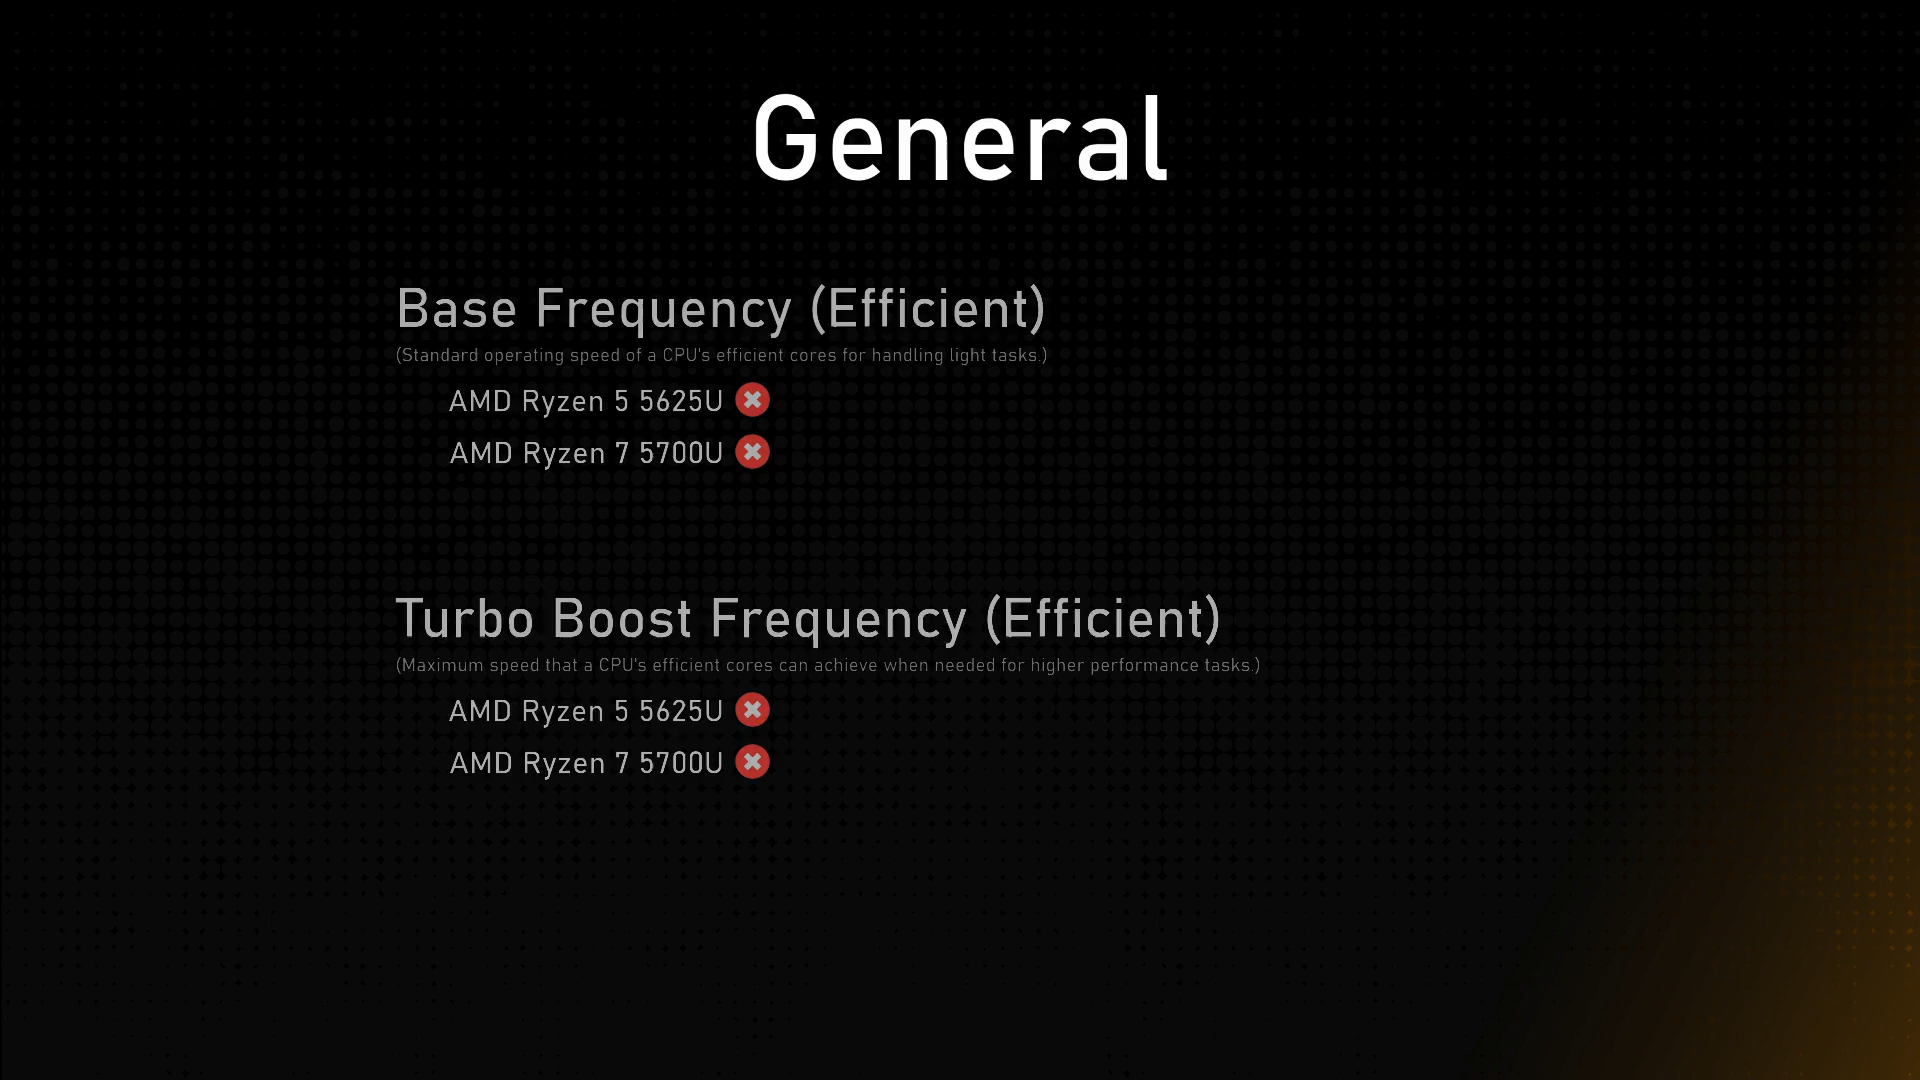 General
Base Frequency (Efficient)
(Standard operating speed of a CPU's efficient cores for handling light tasks.)
AMD Ryzen 5 5625U
AMD Ryzen 7 5700U
Turbo Boost Frequency (Efficient)
(Maximum speed that a CPU's efficient cores can achieve when needed for higher performance tasks.)
AMD Ryzen 5 5625U
AMD Ryzen 7 5700U